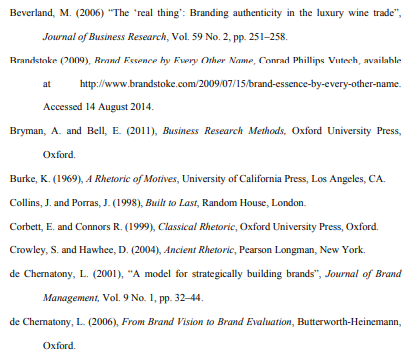 Beverland, M. (2006) “The ‘real thing’: Branding authenticity in the luxury wine trade”,
Journal of Business Research, Vol. 59 No. 2, pp. 251–258.
Brandstoke (2009), Brand Essence by Every Other Name, Conrad Phillips Vutech, available
at http://www.brandstoke.com/2009/07/15/brand-essence-by-every-other-name.
Accessed 14 August 2014.
Bryman, A. and Bell, E. (2011), Business Research Methods, Oxford University Press,
Oxford.
Burke, K. (1969), A Rhetoric of Motives, University of California Press, Los Angeles, CA.
Collins, J. and Porras, J. (1998), Built to Last, Random House, London.
Corbett, E. and Connors R. (1999), Classical Rhetoric, Oxford University Press, Oxford.
Crowley, S. and Hawhee, D. (2004), Ancient Rhetoric, Pearson Longman, New York.
de Chernatony, L. (2001), “A model for strategically building brands”, Journal of Brand
Management, Vol. 9 No. 1, pp. 32–44.
de Chernatony, L. (2006), From Brand Vision to Brand Evaluation, Butterworth-Heinemann,
Oxford.